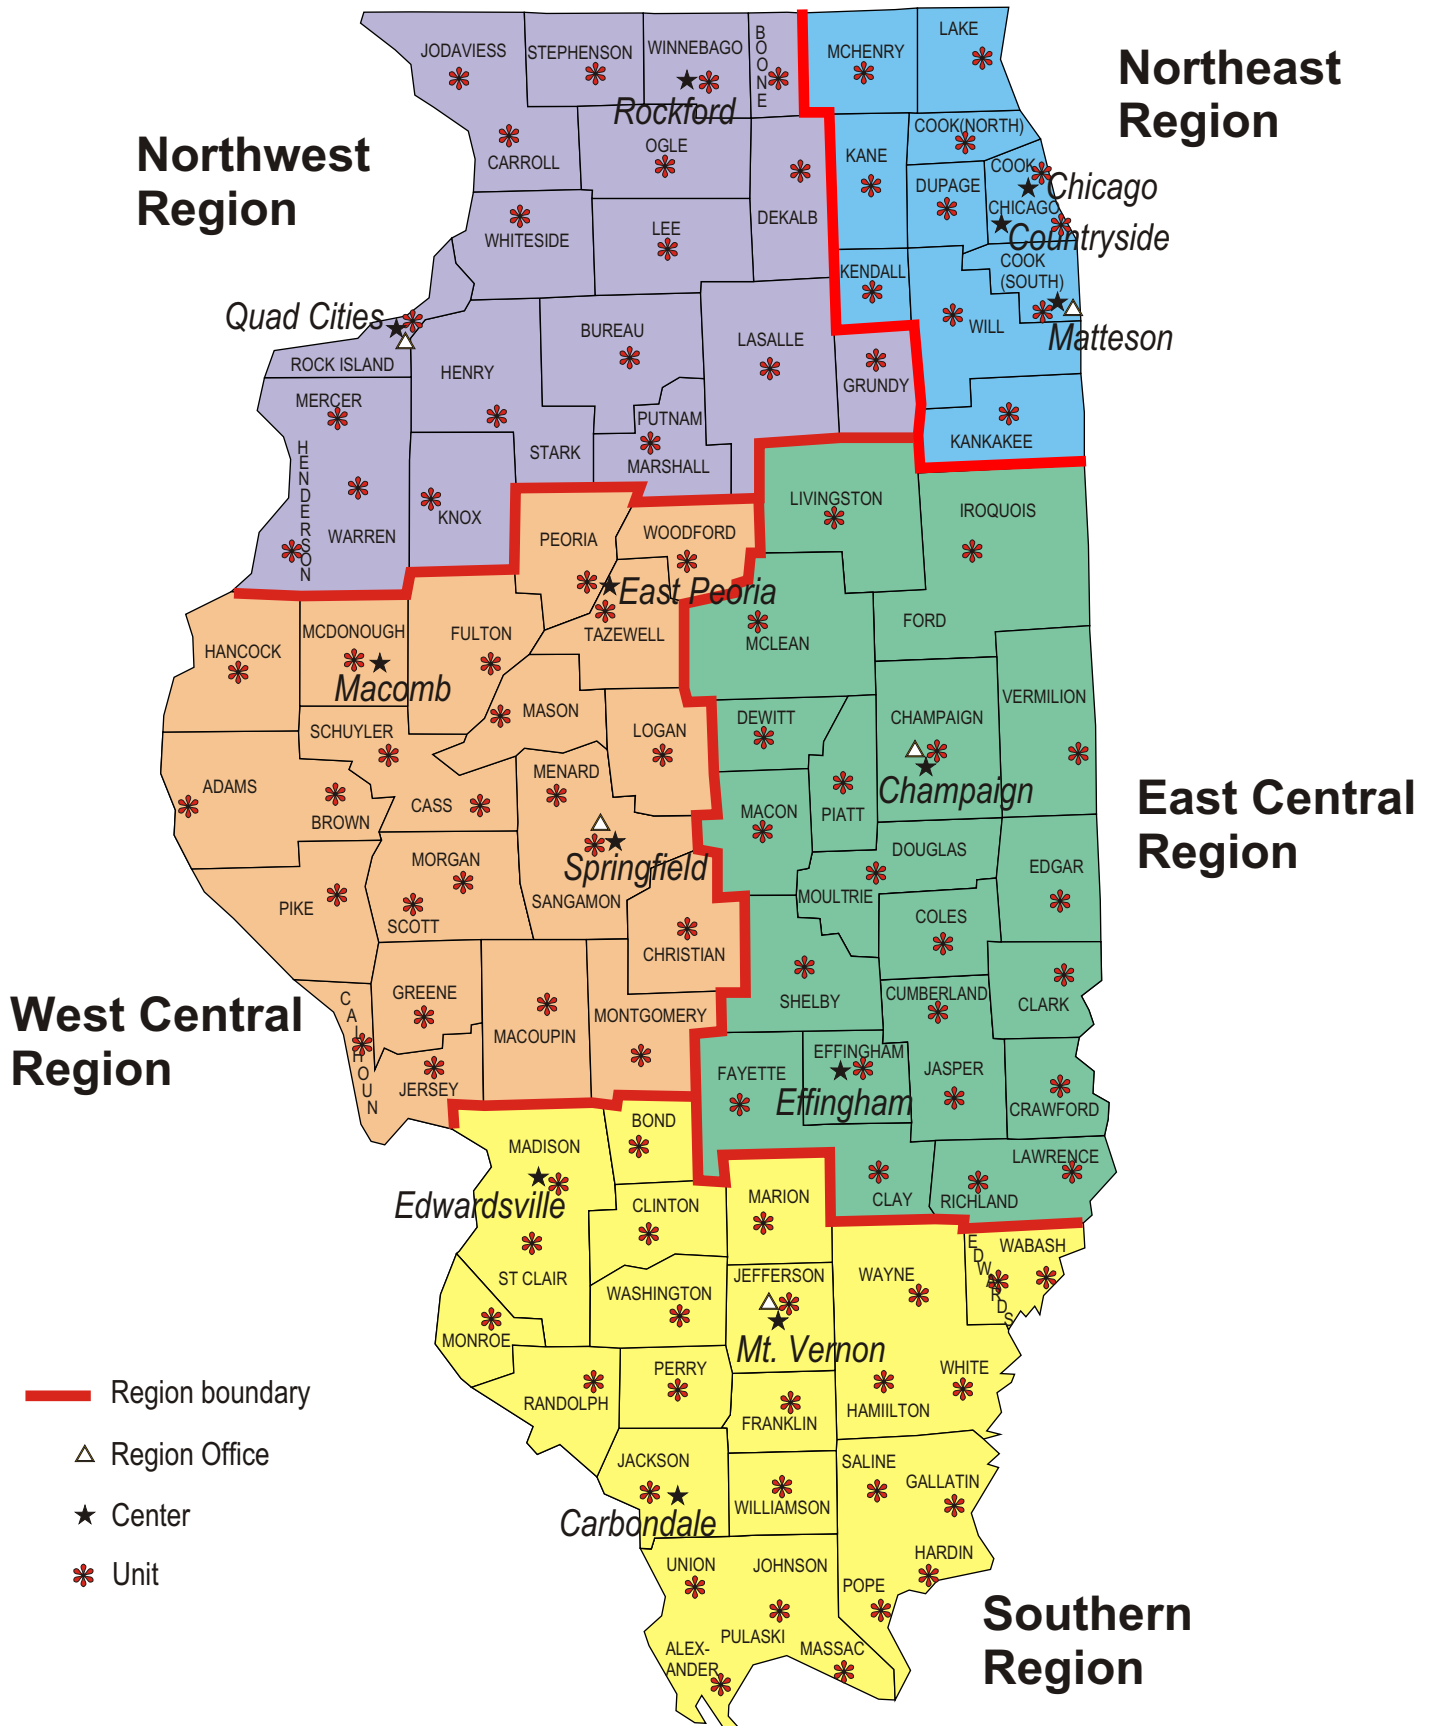 JODAVIESS
STEPHENSON
WINNEBAGO
BOONE
MCHENRY
LAKE
Northeast
Region
Rockford
Northwest
Region
CARROLL
OGLE
DEKALB
KANE
COOK(NORTH)
COOK
Chicago
DUPAGE
CHICAGO
Countryside
WHITESIDE
LEE
KENDALL
COOK
(SOUTH)
Quad Cities
ROCK ISLAND
HENRY
BUREAU
LASALLE
GRUNDY
WILL
Matteson
MERCER
HENDERSON
WARREN
KNOX
STARK
PUTNAM
MARSHALL
KANKAKEE
PEORIA
WOODFORD
LIVINGSTON
IROQUOIS
East Peoria
TAZEWELL
MCLEAN
FORD
HANCOCK
MCDONOUGH
FULTON
Macomb
MASON
LOGAN
DEWITT
CHAMPAIGN
VERMILION
SCHUYLER
ADAMS
BROWN
CASS
MENARD
MACON
PIATT
Champaign
East Central
Region
Springfield
MORGAN
SCOTT
SANGAMON
PIKE
CHRISTIAN
DOUGLAS
MOULTRIE
COLES
EDGAR
West Central
Region
CALHOUN
GREENE
MACOUPIN
MONTGOMERY
JERSEY
SHELBY
CUMBERLAND
CLARK
FAYETTE
EFFINGHAM
Effingham
JASPER
CRAWFORD
CLAY
RICHLAND
LAWRENCE
MADISON
BOND
Edwardsville
CLINTON
MARION
ST CLAIR
WASHINGTON
JEFFERSON
WAYNE
EDWARDS
WABASH
MONROE
Mt. Vernon
RANDOLPH
PERRY
FRANKLIN
HAMIILTON
WHITE
Region boundary
Region Office
Center
Unit
JACKSON
Carbondale
WILLIAMSON
SALINE
GALLATIN
UNION
JOHNSON
POPE
HARDIN
PULASKI
ALEX-
ANDER
MASSAC
Southern
Region